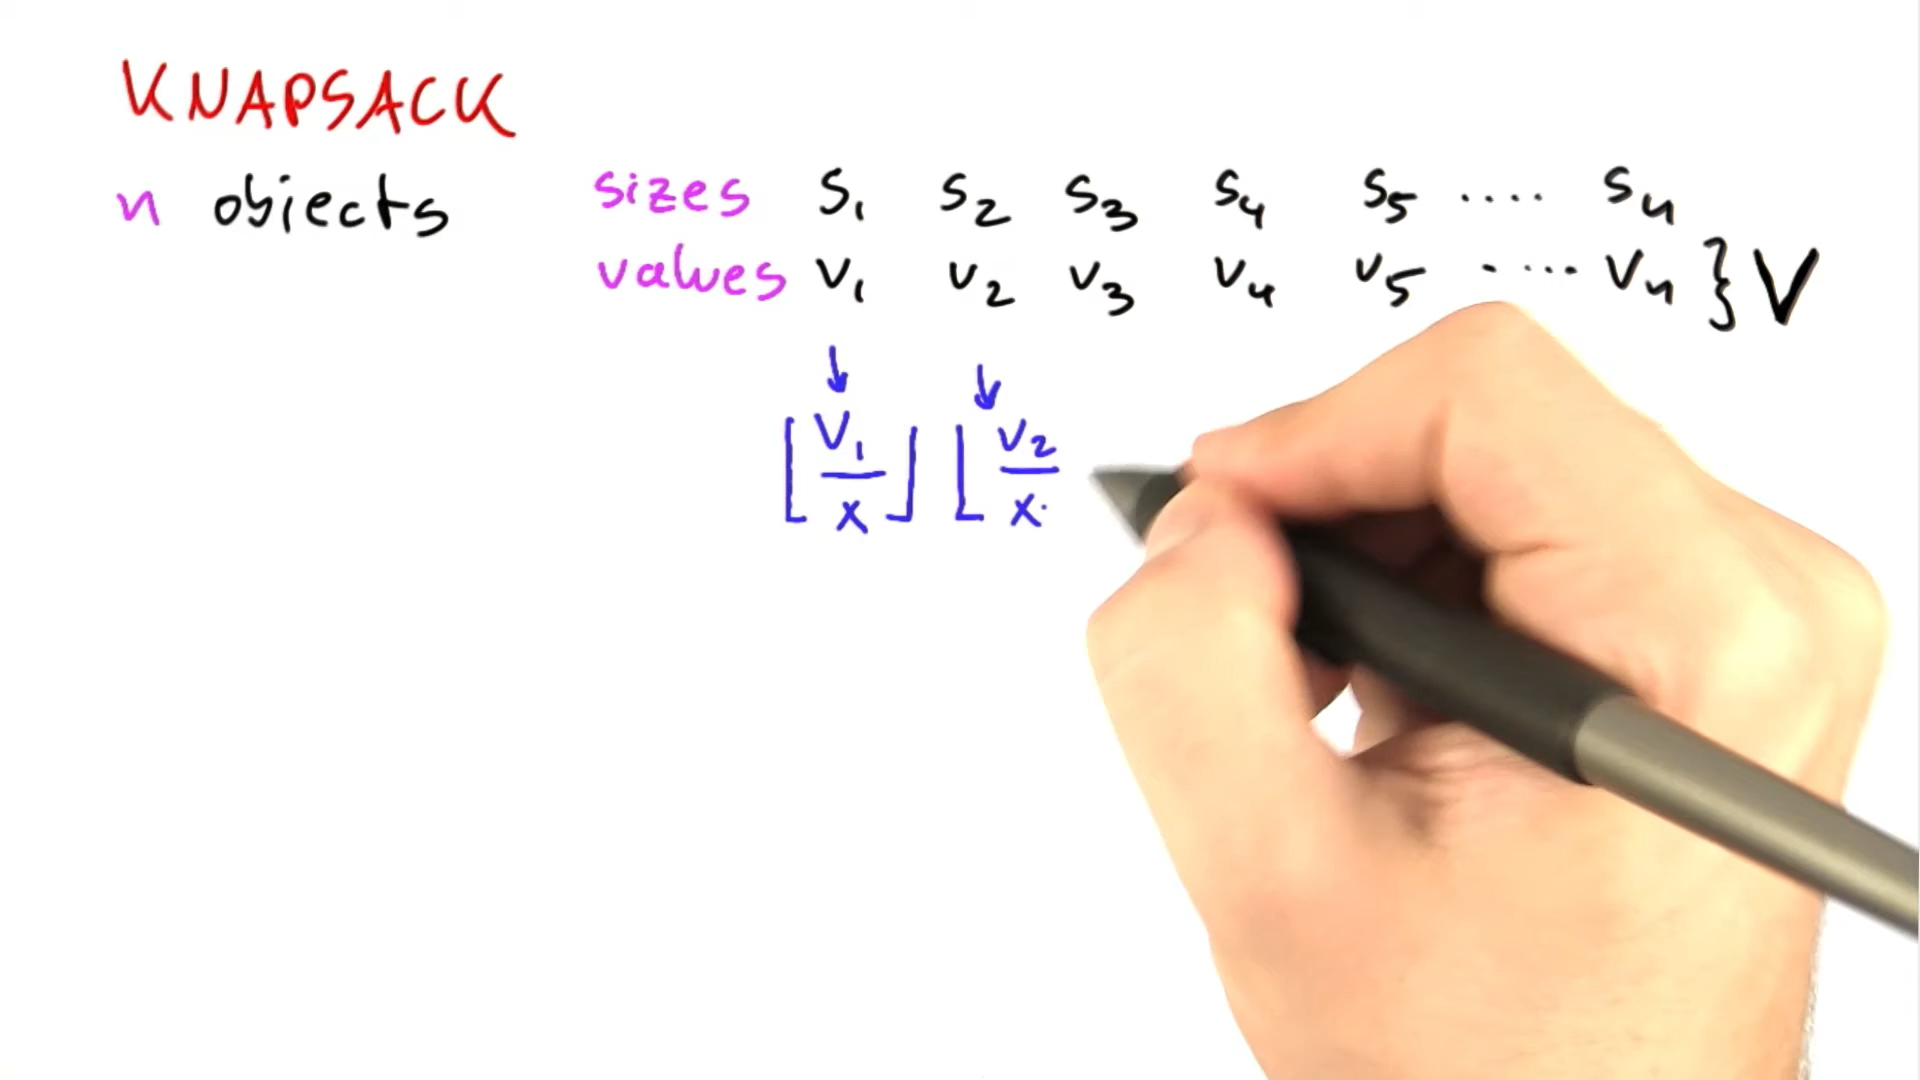 KNAPSACK
n objects sizes s₁ s₂ s₃ s₄ s₅ .... sₙ
values v₁ v₂ v₃ v₄ v₅ ..... vₙ } V
↓ ↓
⌊v₁/x⌋ ⌊v₂/x